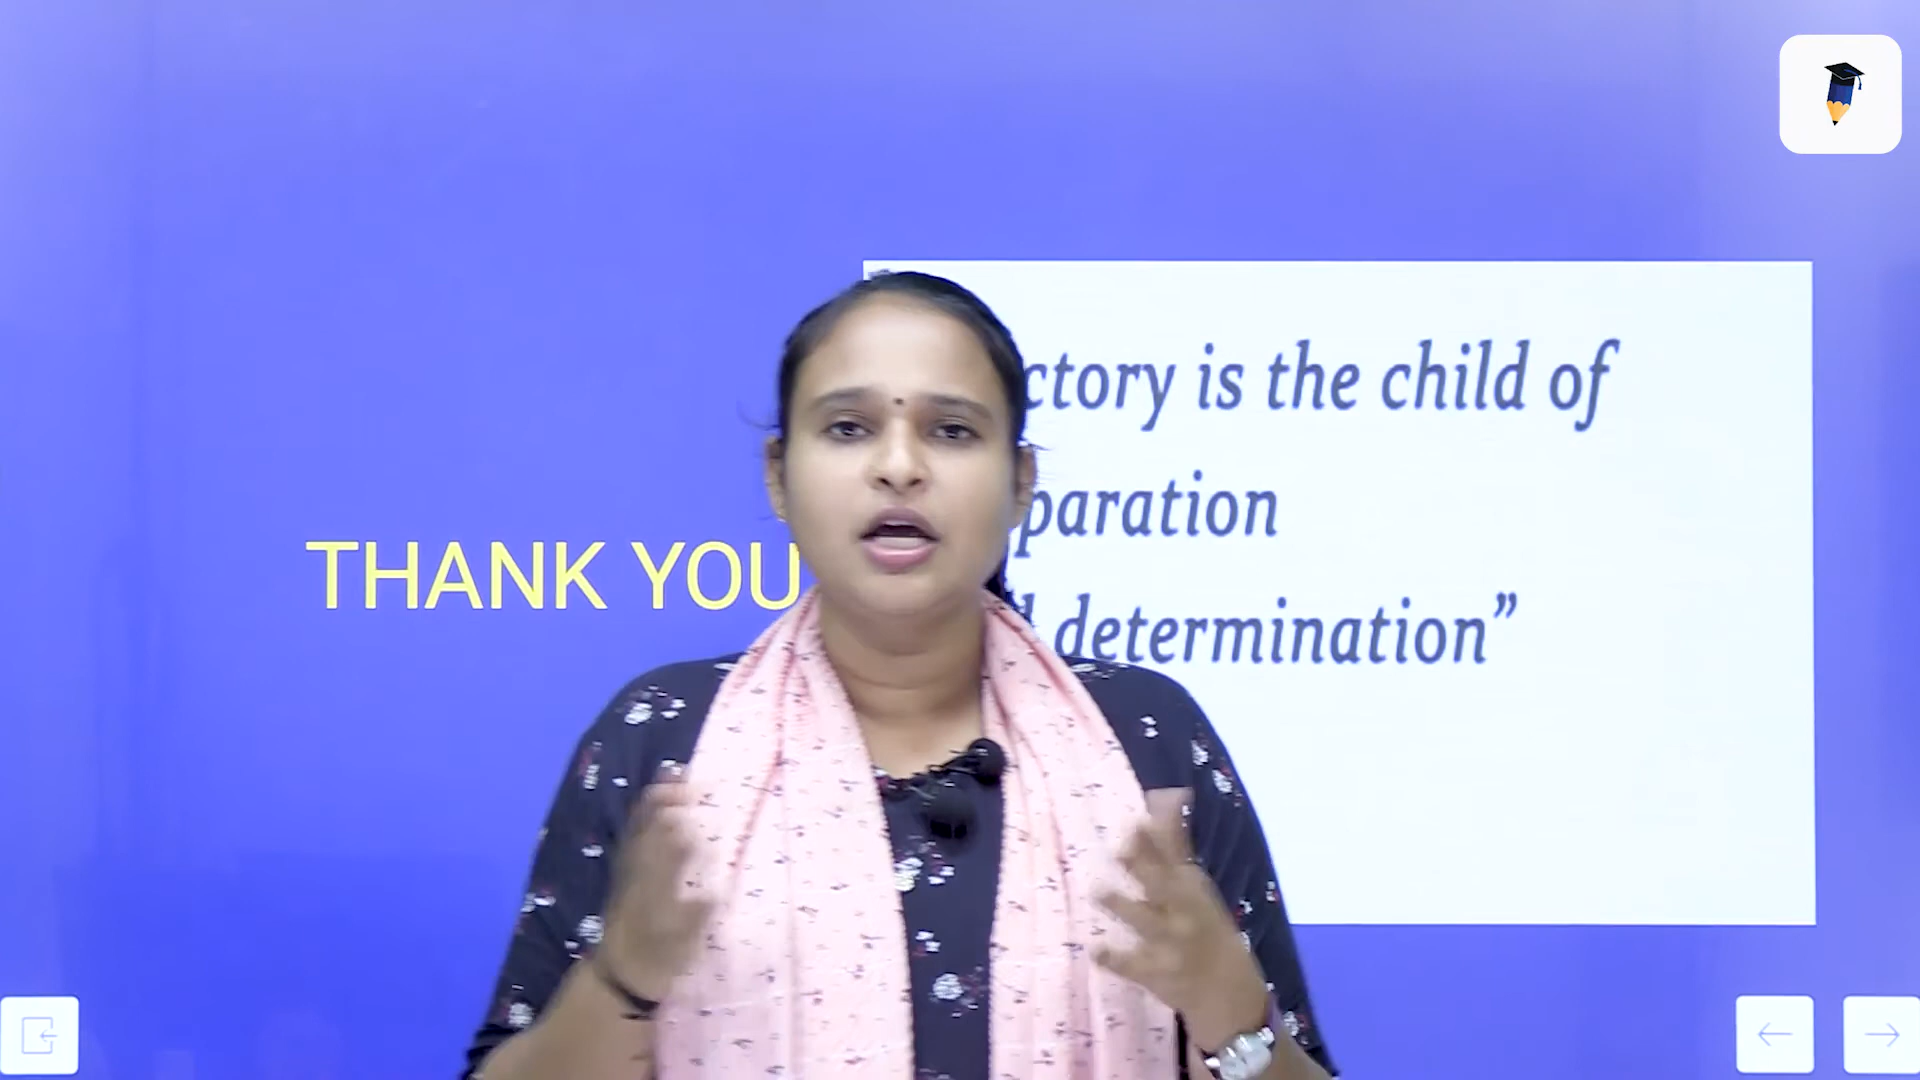 THANK YOU
ctory is the child of
paration
determination”